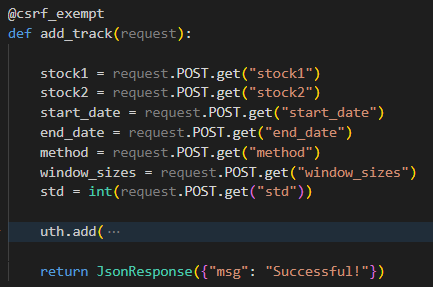 @csrf_exempt
def add_track(request):
stock1 = request.POST.get("stock1")
stock2 = request.POST.get("stock2")
start_date = request.POST.get("start_date")
end_date = request.POST.get("end_date")
method = request.POST.get("method")
window_sizes = request.POST.get("window_sizes")
std = int(request.POST.get("std"))
uth.add(⋯
return JsonResponse({"msg": "Successful!"})